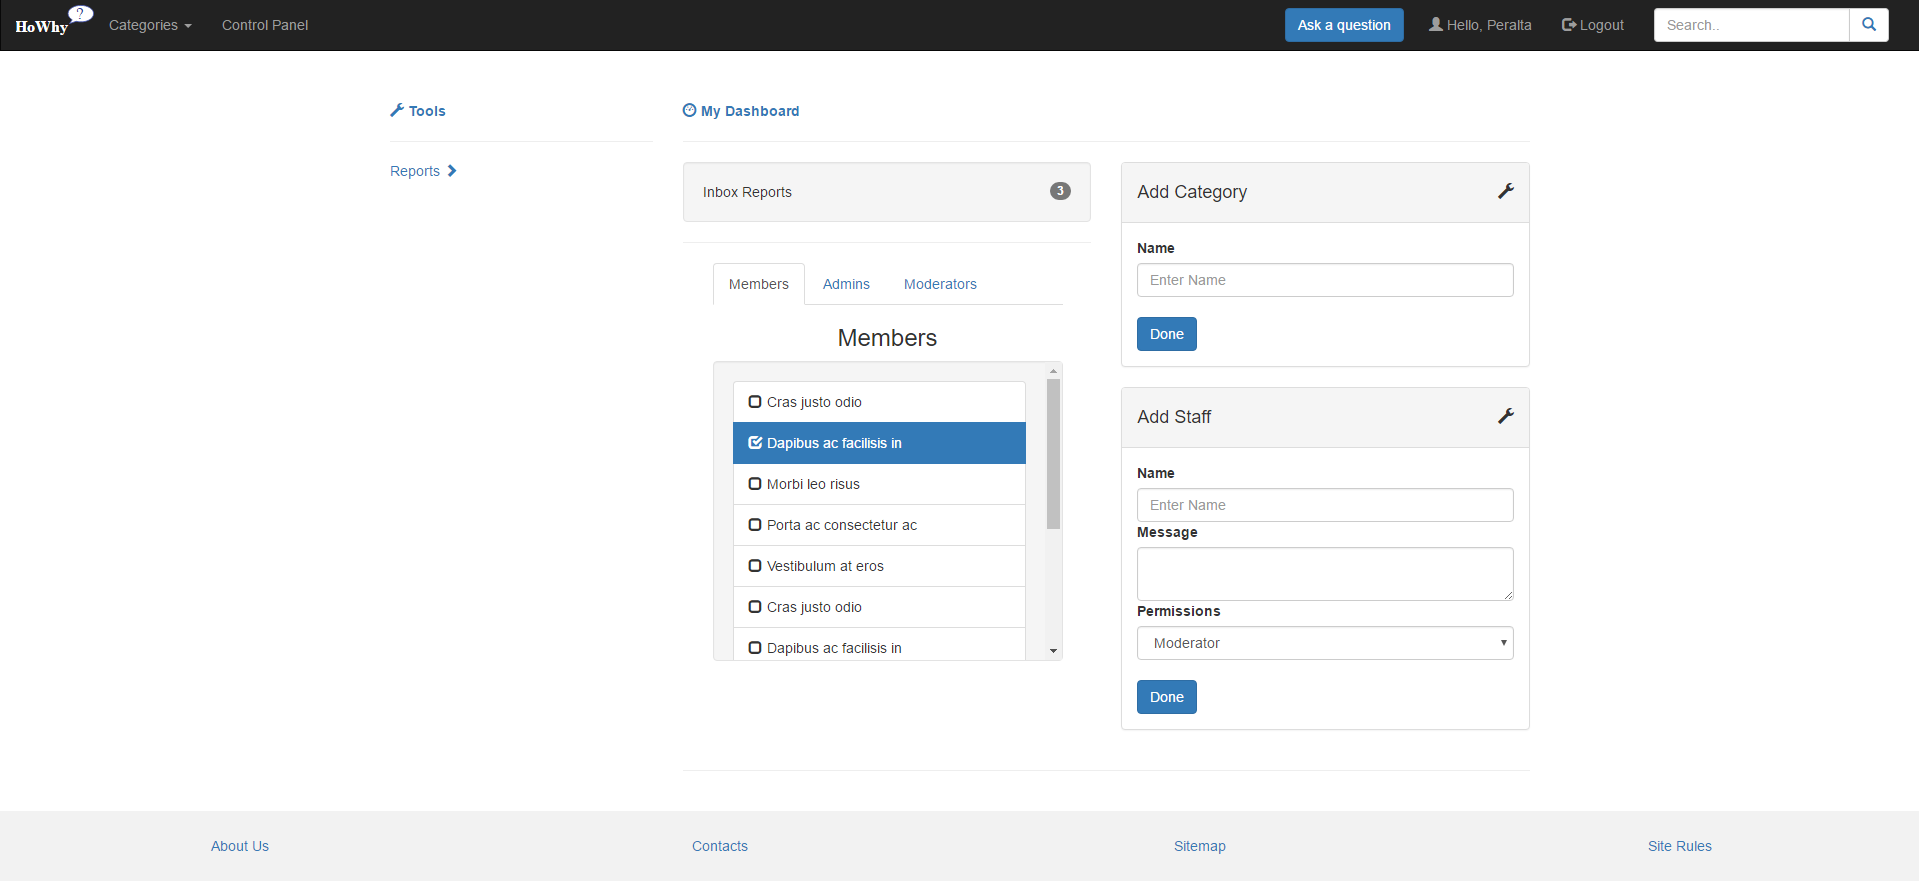 HoWhy ?
Categories
Control Panel
Ask a question
Hello, Peralta
Logout
Search..
Tools
Reports
My Dashboard
Inbox Reports
3
Members
Admins
Moderators
Members
Cras justo odio
Dapibus ac facilisis in
Morbi leo risus
Porta ac consectetur ac
Vestibulum at eros
Cras justo odio
Dapibus ac facilisis in
Add Category
Name
Enter Name
Done
Add Staff
Name
Enter Name
Message
Permissions
Moderator
Done
About Us
Contacts
Sitemap
Site Rules